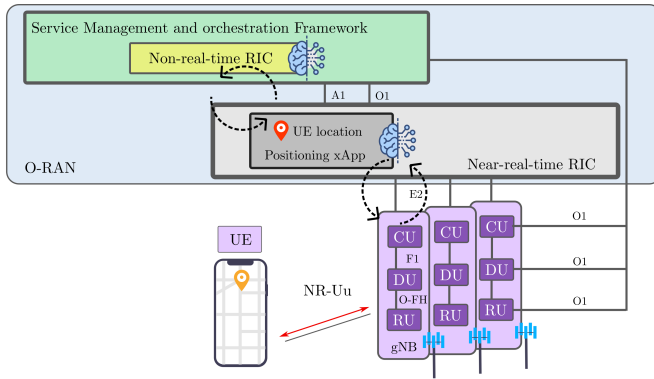 Service Management and orchestration Framework
Non-real-time RIC
A1
O1
UE location
Positioning xApp
O-RAN
Near-real-time RIC
E2
UE
CU
CU
CU
O1
F1
DU
DU
DU
O1
NR-Uu
O-FH
RU
RU
RU
O1
gNB